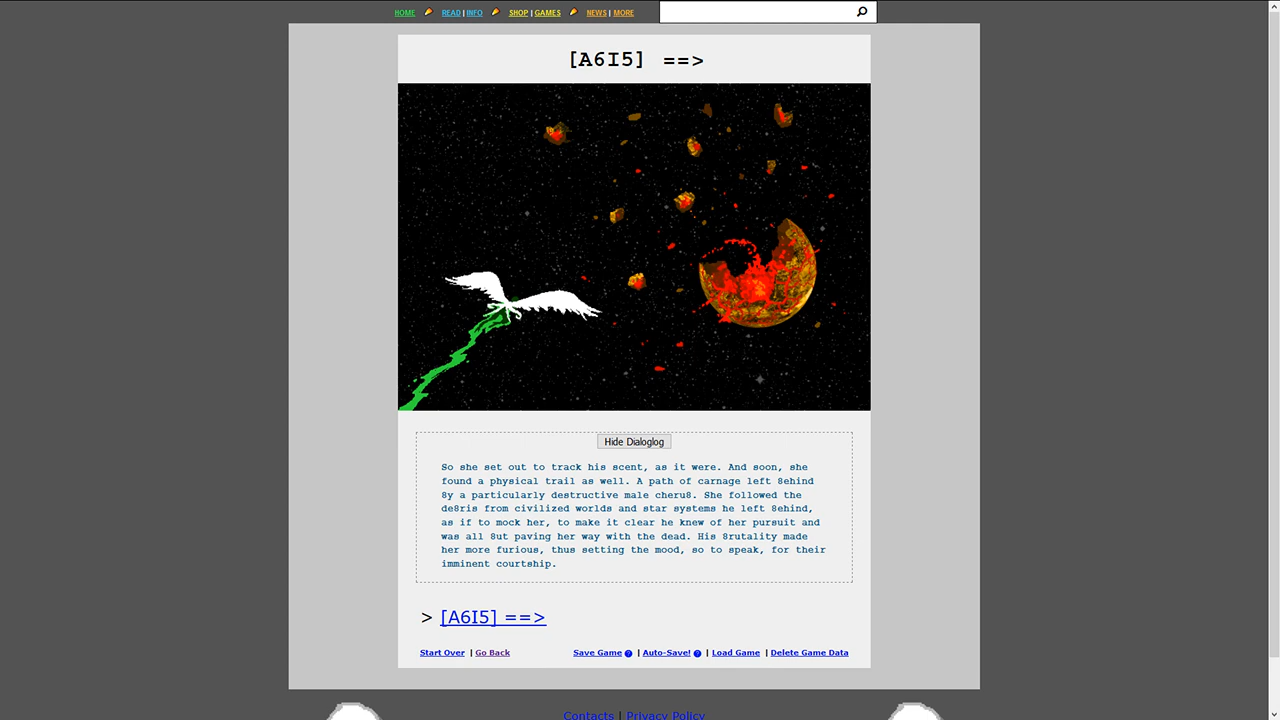 HOME READ | INFO SHOP | GAMES NEWS | MORE
[A6I5] ==>
Hide Dialoglog
So she set out to track his scent, as it were. And soon, she
found a physical trail as well. A path of carnage left 8ehind
8y a particularly destructive male cheru8. She followed the
de8ris from civilized worlds and star systems he left 8ehind,
as if to mock her, to make it clear he knew of her pursuit and
was all 8ut paving her way with the dead. His 8rutality made
her more furious, thus setting the mood, so to speak, for their
imminent courtship.
> [A6I5] ==>
Start Over | Go Back Save Game ? | Auto-Save! ? | Load Game | Delete Game Data
Contacts | Privacy Policy